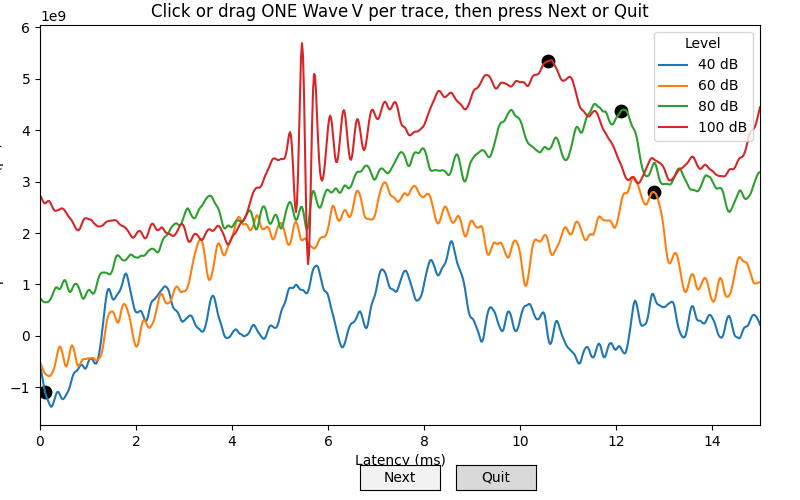 Click or drag ONE Wave V per trace, then press Next or Quit
1e9
6
5
4
3
2
1
0
−1
Level
40 dB
60 dB
80 dB
100 dB
0 2 4 6 8 10 12 14
Latency (ms)
Next Quit